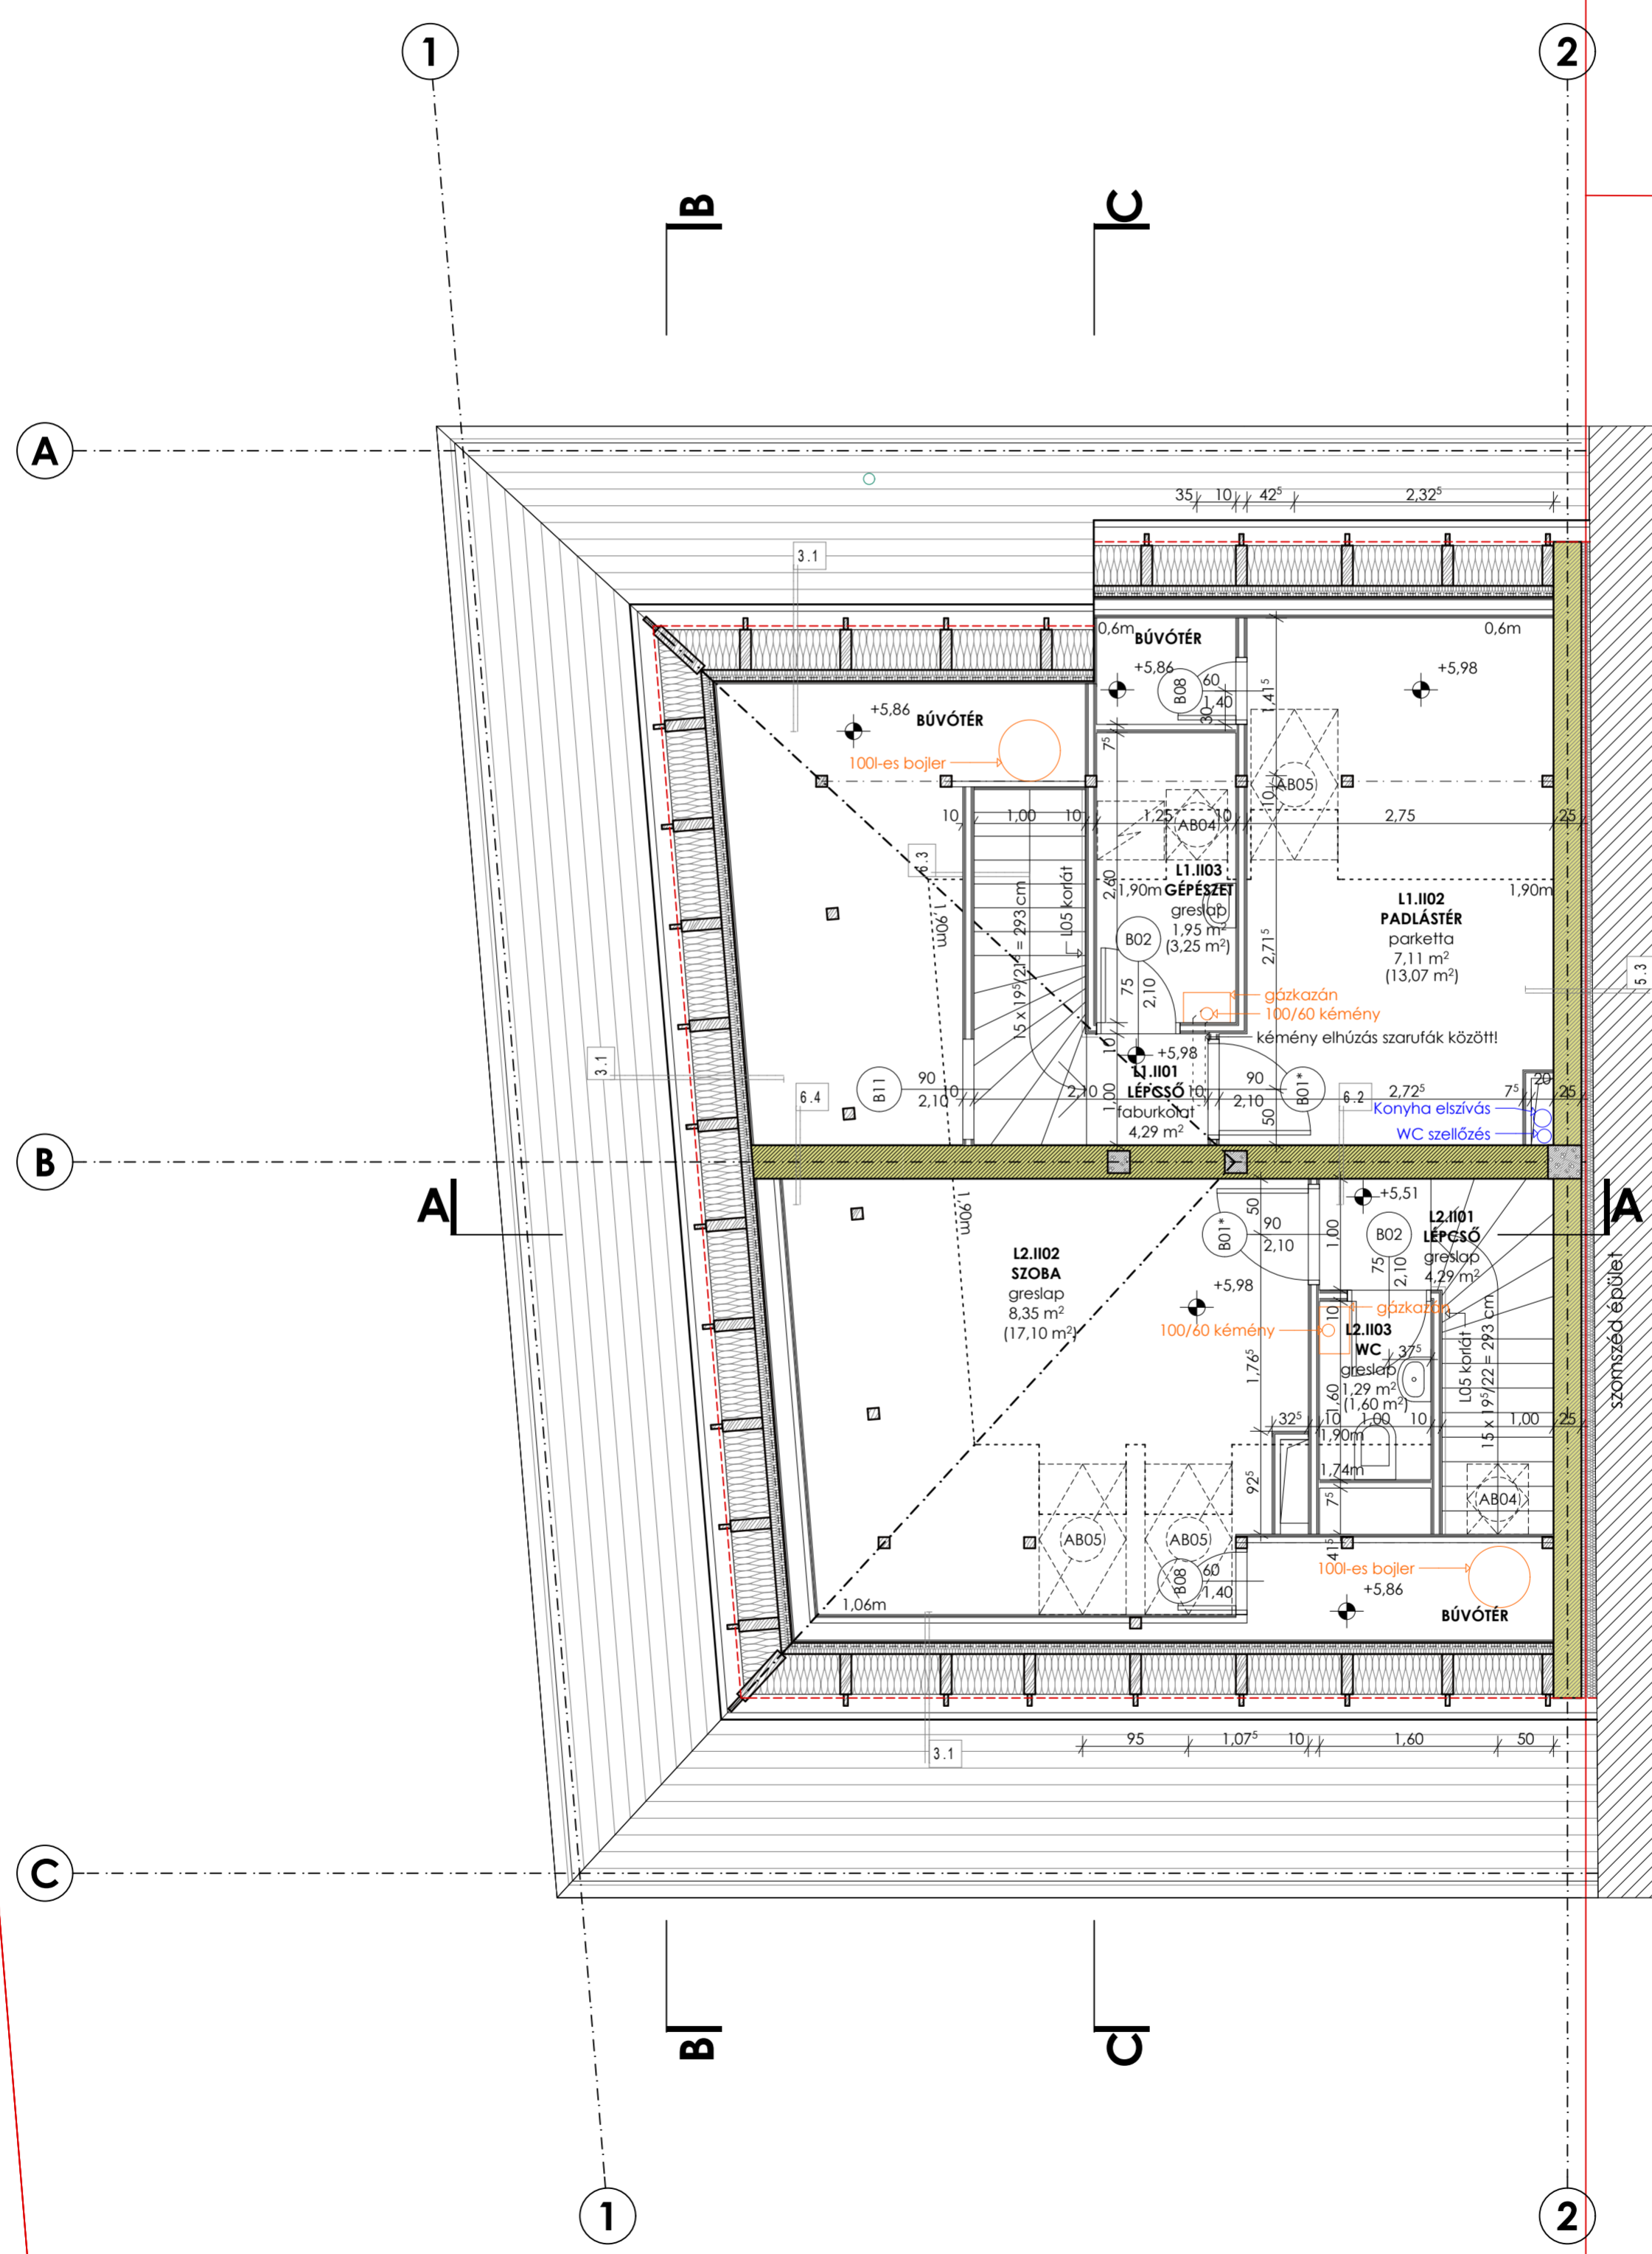 1
2
B
C
A
35 10 42⁵ 2,32⁵
3.1
0,6m
BÚVÓTÉR
0,6m
+5,86
B08
60
1,40
30
1,41⁵
+5,98
+5,86
BÚVÓTÉR
100l-es bojler
7⁵
AB05
10
10 1,00 10 1,25 10 2,75 25
AB04
6.3
1,90m
15 x 19⁵/21⁵ = 293 cm
L05 korlát
2,60
1,90m
L1.II03
GÉPÉSZET
greslap
1,95 m²
(3,25 m²)
B02
75
2,10
2,71⁵
1,90m
L1.II02
PADLÁSTÉR
parketta
7,11 m²
(13,07 m²)
5.3
gázkazán
100/60 kémény
kémény elhúzás szarufák között!
3.1
6.4
B11
90
2,10
10
2,10
10
1,00
+5,98
L1.II01
LÉPCSŐ
faburkolat
4,29 m²
10
90
2,10
B01*
50
6.2
2,72⁵ 7⁵ 20 25
Konyha elszívás
WC szellőzés
B
A
A
1,90m
L2.II02
SZOBA
greslap
8,35 m²
(17,10 m²)
50
B01*
90
2,10
1,00
+5,51
B02
75
2,10
L2.II01
LÉPCSŐ
greslap
4,29 m²
+5,98
szomszéd épület
gázkazán
100/60 kémény
10
L2.II03
WC
greslap
1,29 m²
(1,60 m²)
37⁵
1,76⁵
1,60
L05 korlát
15 x 19⁵/22 = 293 cm
32⁵ 10 1,00 10 1,00 25
1,90m
1,74m
92⁵
7⁵
AB04
AB05
AB05
41⁵
B08
60
1,40
100l-es bojler
+5,86
BÚVÓTÉR
1,06m
3.1
95 1,07⁵ 10 1,60 50
C
B
C
1
2